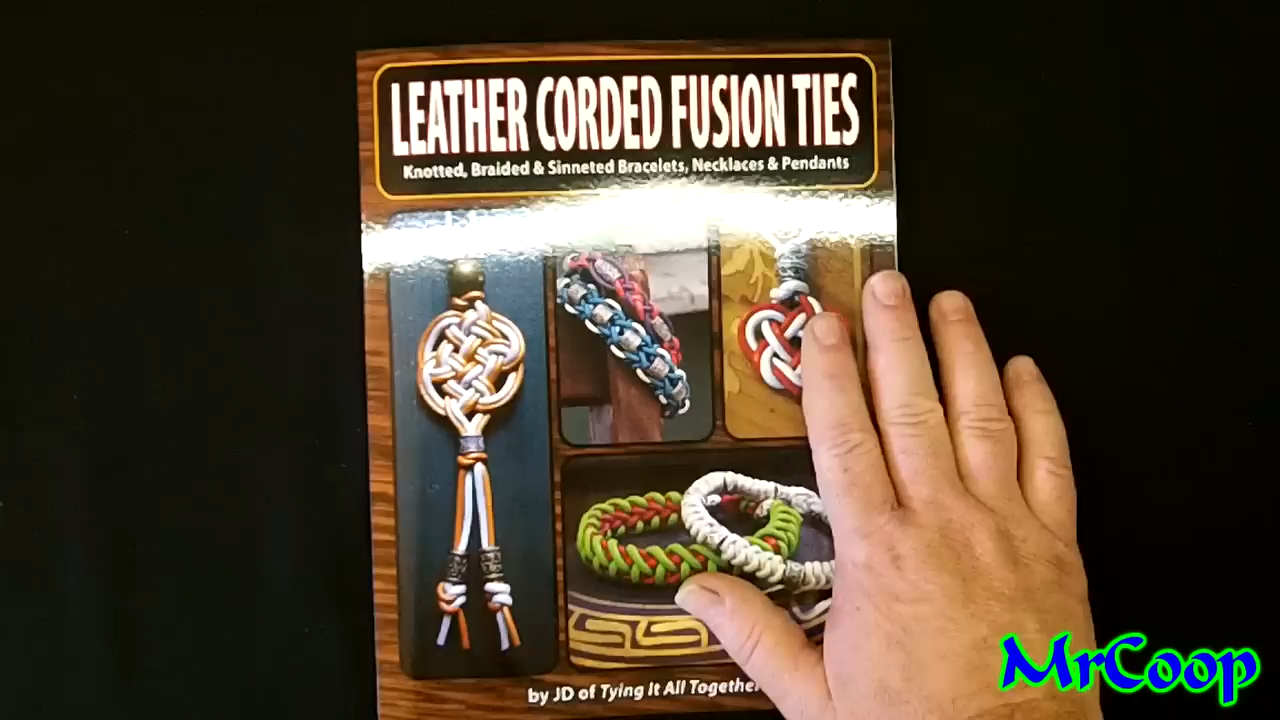 LEATHER CORDED FUSION TIES
Knotted, Braided & Sinneted Bracelets, Necklaces & Pendants
by JD of Tying It All Together
MrCoop